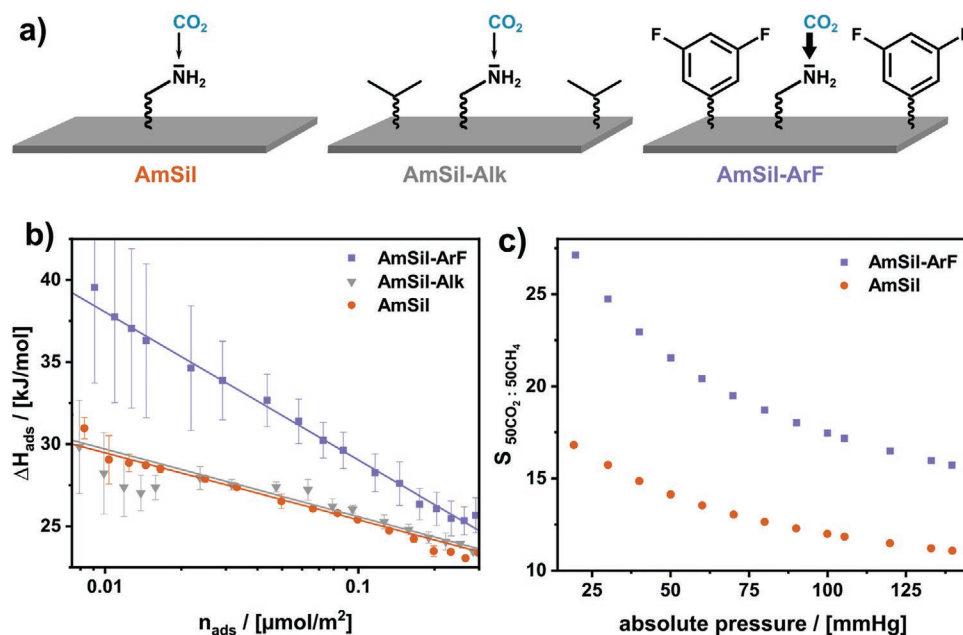 a)
CO2
NH2
AmSil
CO2
NH2
AmSil-Alk
F
F
CO2
NH2
F
F
AmSil-ArF
b)
AmSil-ArF
AmSil-Alk
AmSil
ΔHads / [kJ/mol]
40
35
30
25
0.01
0.1
nads / [µmol/m²]
c)
AmSil-ArF
AmSil
S 50CO2 : 50CH4
25
20
15
10
25
50
75
100
125
absolute pressure / [mmHg]